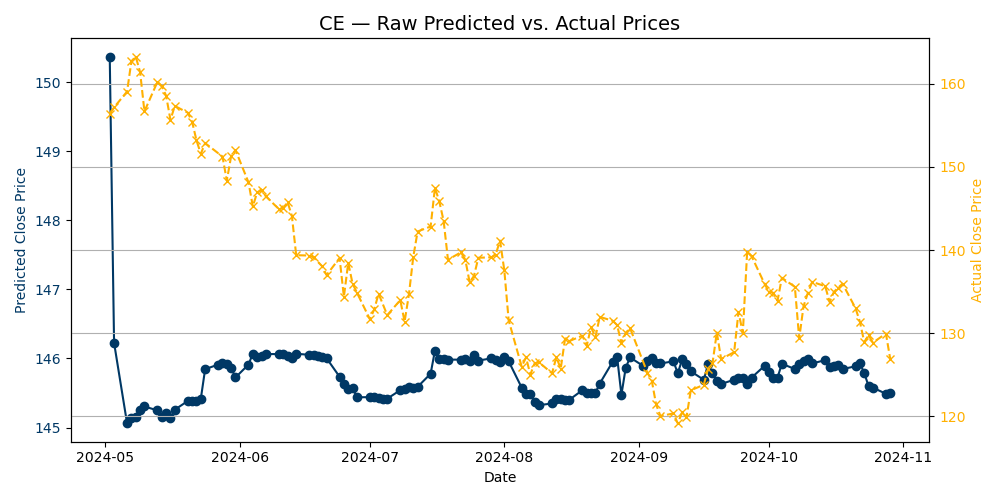 CE — Raw Predicted vs. Actual Prices
Predicted Close Price
150
149
148
147
146
145
160
150
140
130
120
Actual Close Price
2024-05 2024-06 2024-07 2024-08 2024-09 2024-10 2024-11
Date